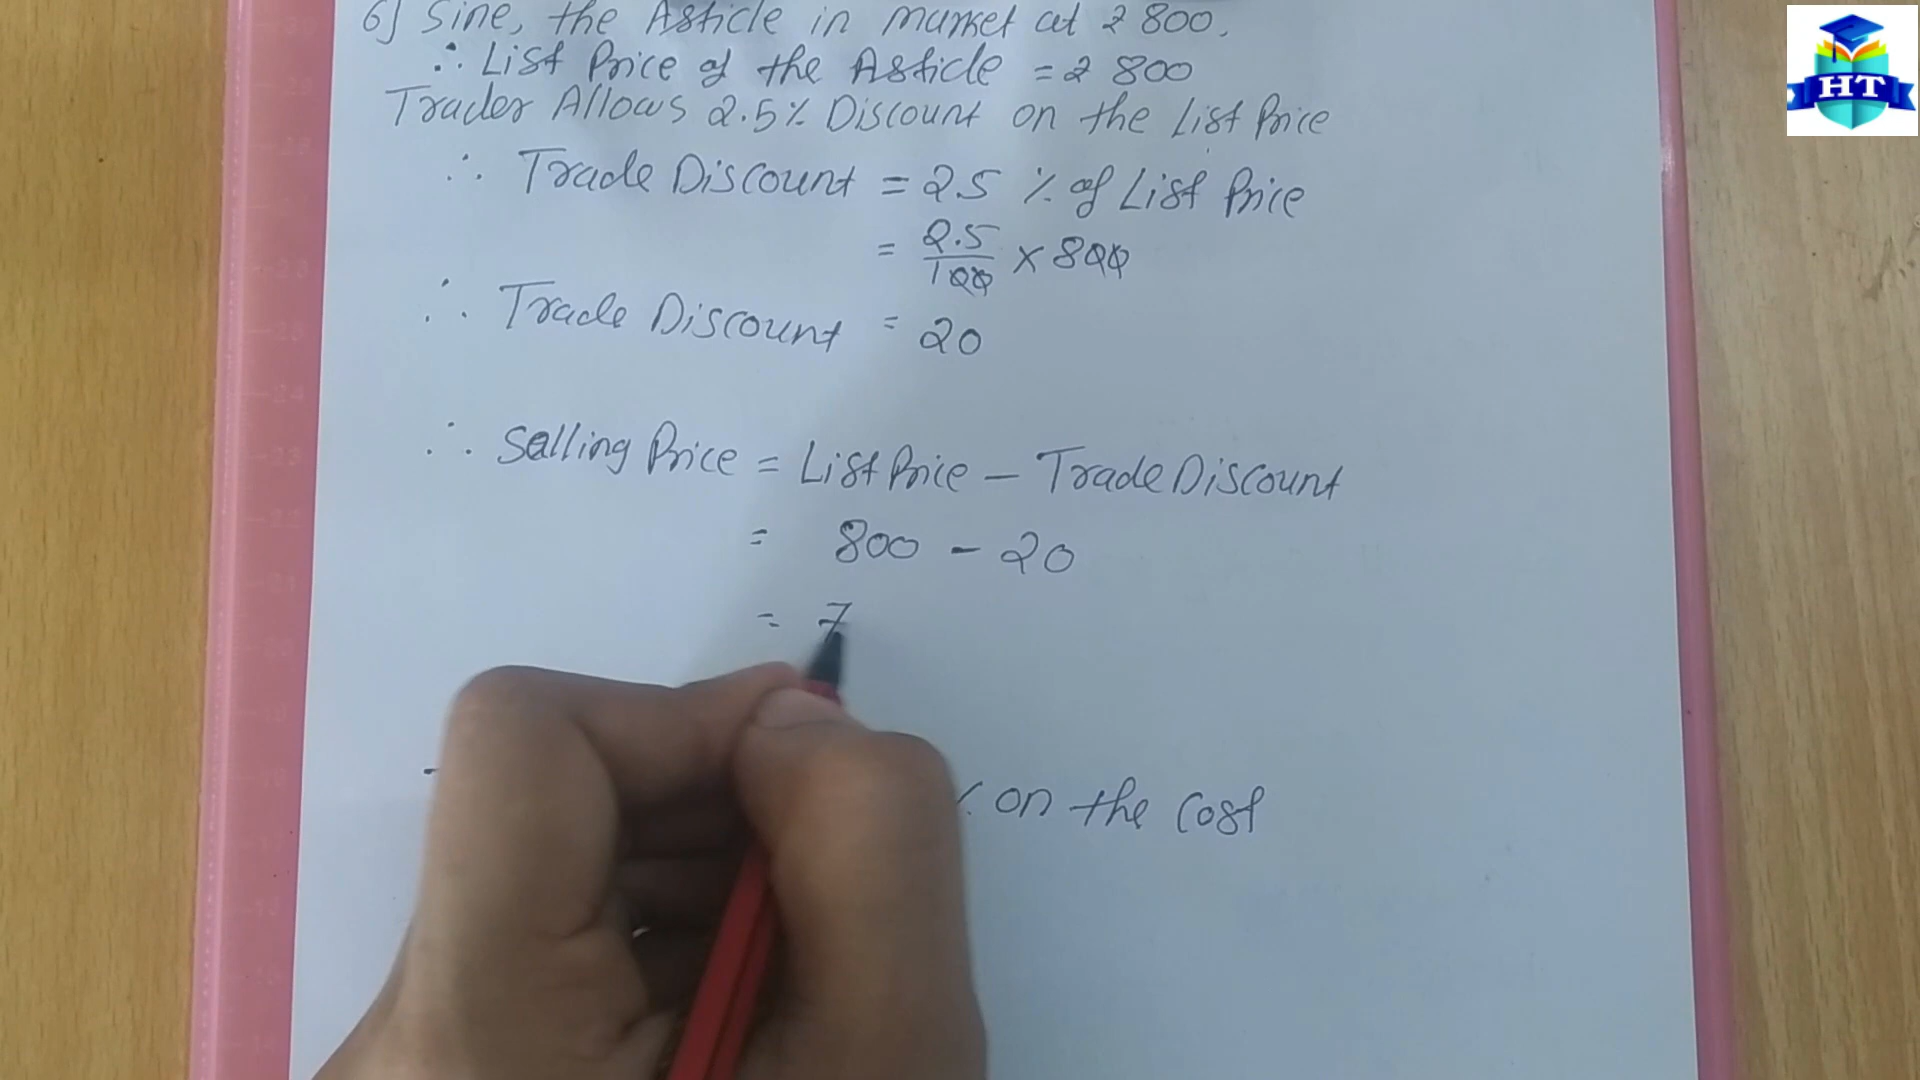 6) Sine, the Article in market at ₹ 800.
∴ List Price of the Article = ₹ 800
Trader Allows 2.5% Discount on the List Price
∴ Trade Discount = 2.5 % of List Price
= 2.5/100 × 800
∴ Trade Discount = 20
∴ Selling Price = List Price – Trade Discount
= 800 – 20
= 7
% on the cost
HT